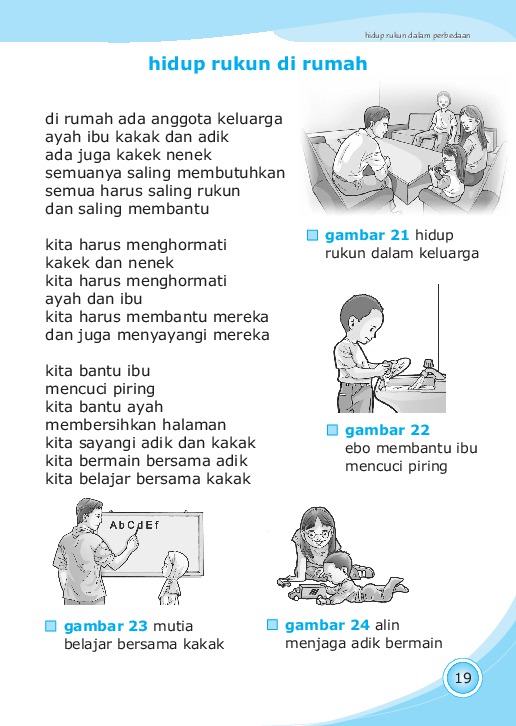 hidup rukun dalam perbedaan
hidup rukun di rumah
di rumah ada anggota keluarga
ayah ibu kakak dan adik
ada juga kakek nenek
semuanya saling membutuhkan
semua harus saling rukun
dan saling membantu
kita harus menghormati
kakek dan nenek
kita harus menghormati
ayah dan ibu
kita harus membantu mereka
dan juga menyayangi mereka
kita bantu ibu
mencuci piring
kita bantu ayah
membersihkan halaman
kita sayangi adik dan kakak
kita bermain bersama adik
kita belajar bersama kakak
gambar 21 hidup
rukun dalam keluarga
gambar 22
ebo membantu ibu
mencuci piring
AbCdEf
gambar 23 mutia
belajar bersama kakak
gambar 24 alin
menjaga adik bermain
19